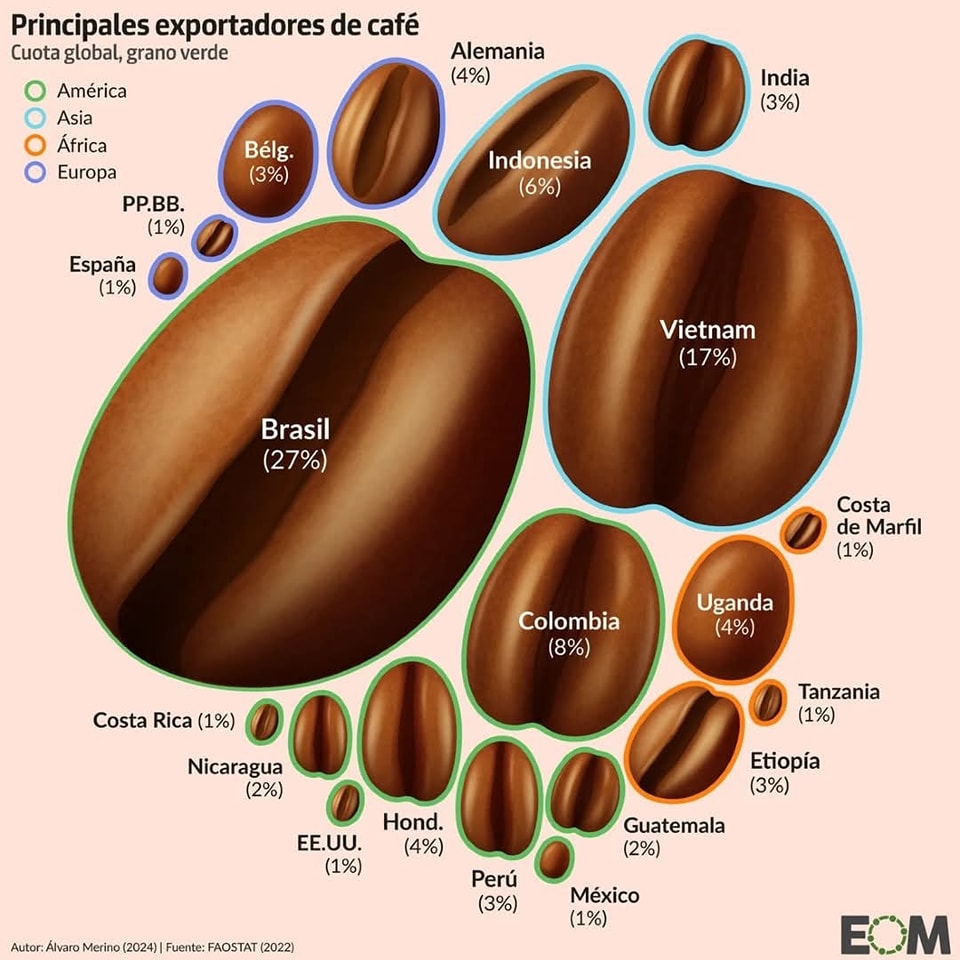 Principales exportadores de café
Cuota global, grano verde
América
Asia
África
Europa
Alemania
(4%)
India
(3%)
Bélg.
(3%)
Indonesia
(6%)
PP.BB.
(1%)
España
(1%)
Vietnam
(17%)
Brasil
(27%)
Costa
de Marfil
(1%)
Uganda
(4%)
Colombia
(8%)
Tanzania
(1%)
Costa Rica (1%)
Etiopía
(3%)
Nicaragua
(2%)
Hond.
(4%)
Guatemala
(2%)
EE.UU.
(1%)
Perú
(3%)
México
(1%)
Autor: Álvaro Merino (2024) | Fuente: FAOSTAT (2022)
EOM